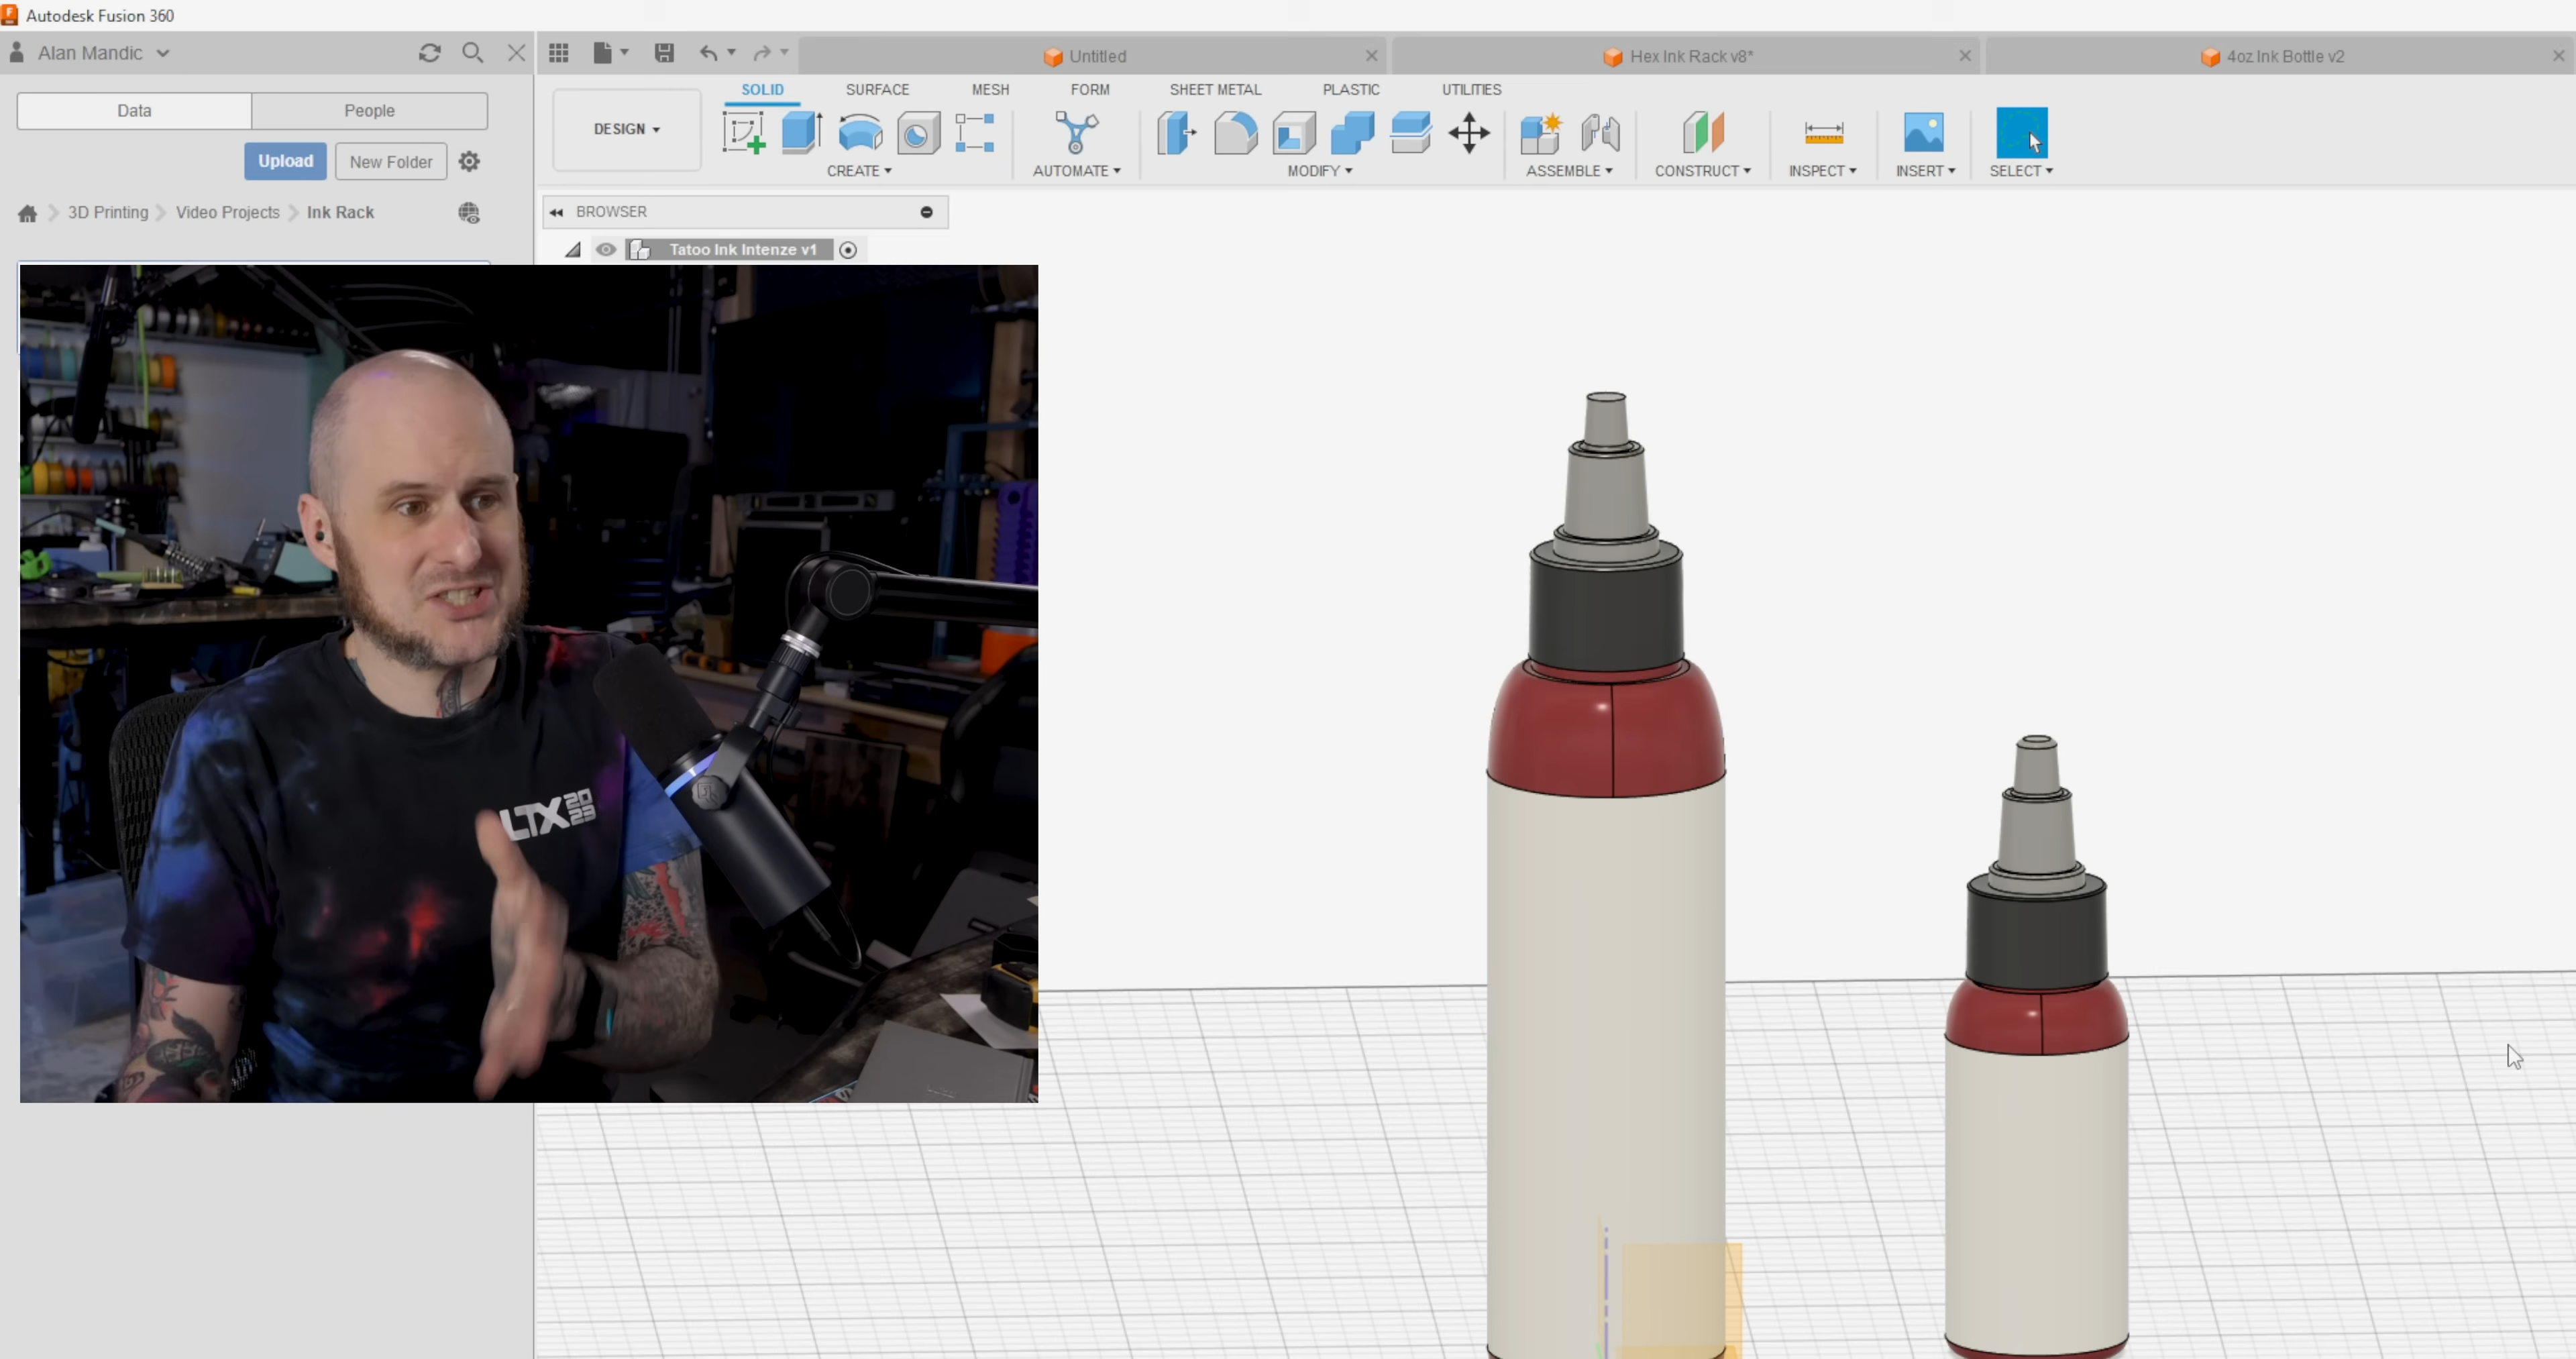 Autodesk Fusion 360
Alan Mandic
Untitled
Hex Ink Rack v8*
4oz Ink Bottle v2
Data
People
SOLID
SURFACE
MESH
FORM
SHEET METAL
PLASTIC
UTILITIES
DESIGN
Upload
New Folder
CREATE
AUTOMATE
MODIFY
ASSEMBLE
CONSTRUCT
INSPECT
INSERT
SELECT
3D Printing
Video Projects
Ink Rack
BROWSER
Tatoo Ink Intenze v1
LTX 2023